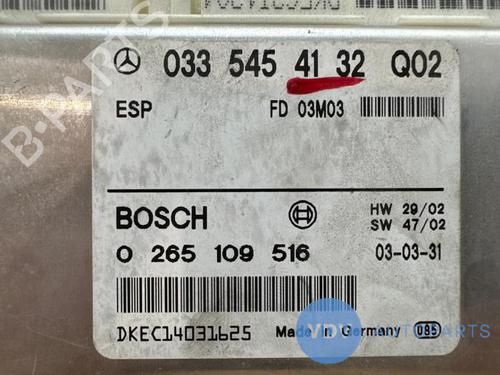 033 545 41 32 Q02
ESP FD 03M03
BOSCH HW 29/02
SW 47/02
0 265 109 516 03-03-31
DKEC14031625 Made in Germany 085
B-PARTS